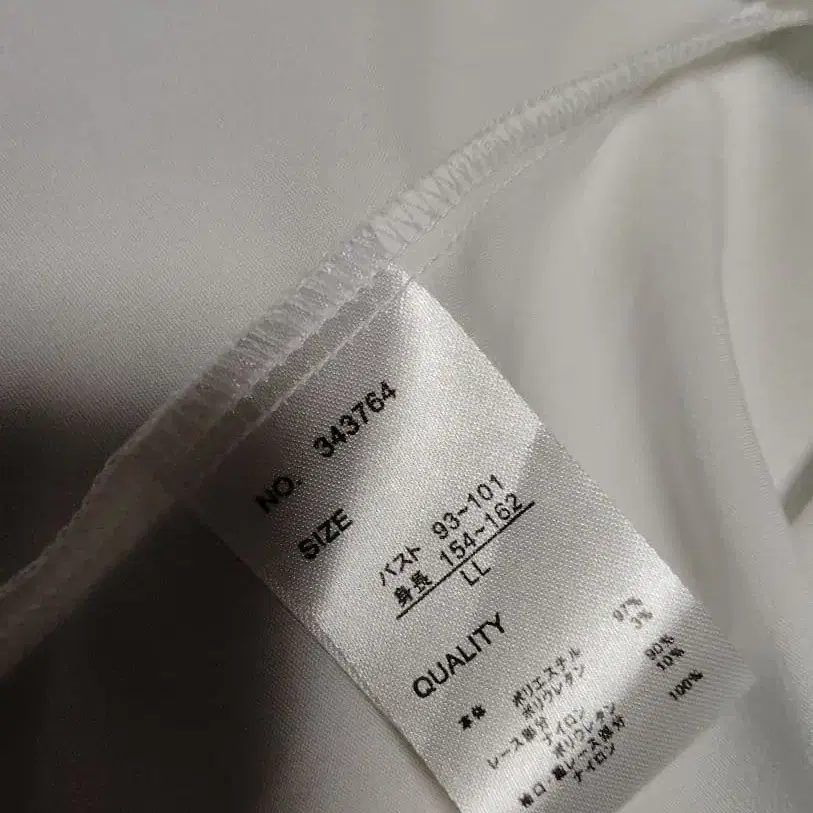 NO. 343764
SIZE
バスト 93~101
身長 154~162
LL
QUALITY
本体 ポリエステル 97%
ポリウレタン 3%
レース部分
ナイロン 90%
ポリウレタン 10%
袖口・裾レース部分
ナイロン 100%